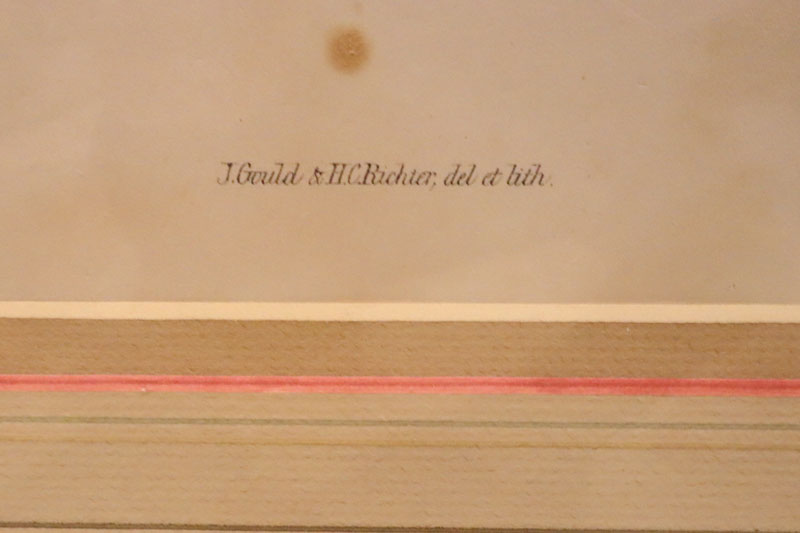 J. Gould & H.C. Richter, del et lith.